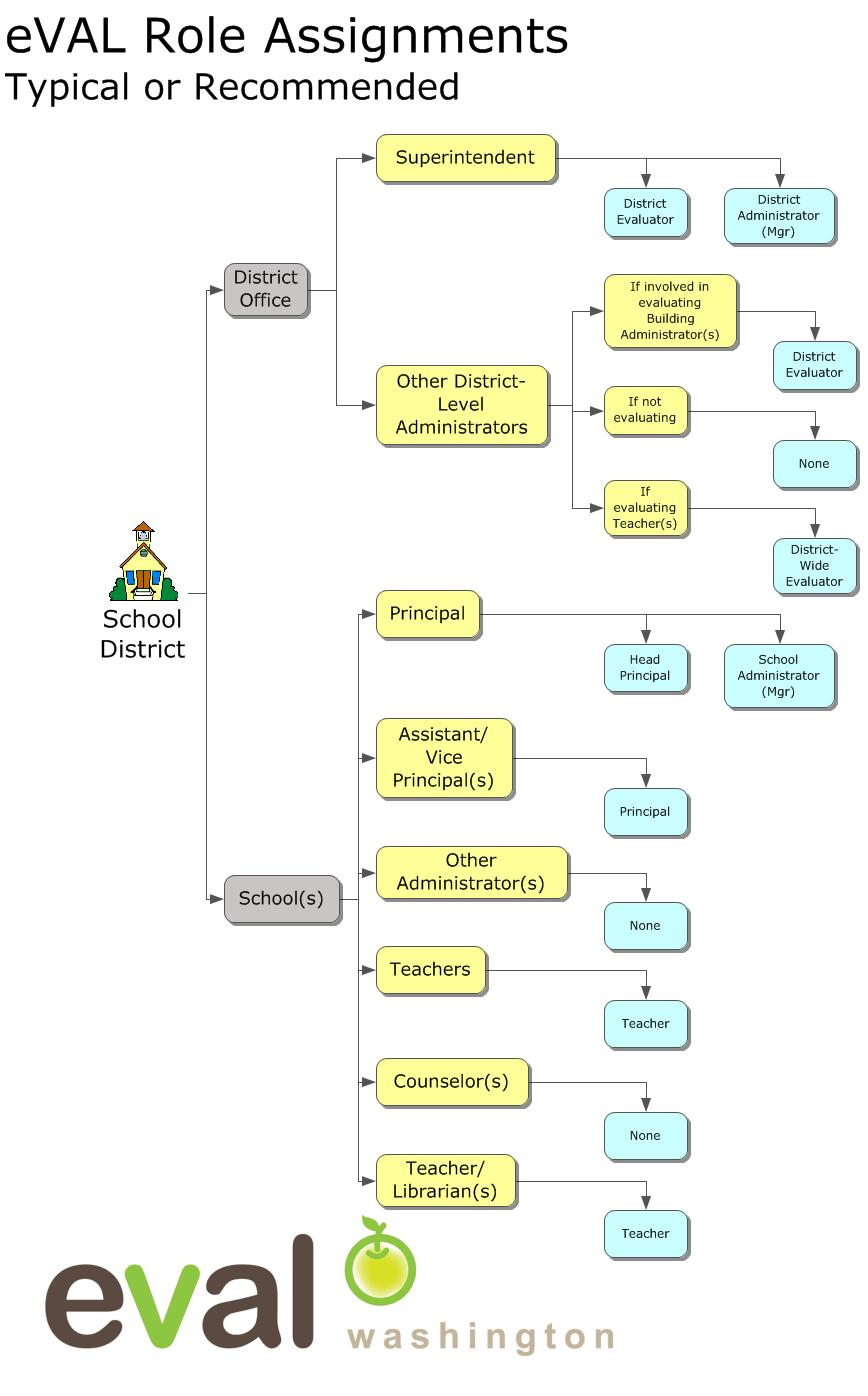 eVAL Role Assignments
Typical or Recommended
Superintendent
District
Evaluator
District
Administrator
(Mgr)
District
Office
If involved in
evaluating
Building
Administrator(s)
District
Evaluator
Other District-
Level
Administrators
If not
evaluating
None
If
evaluating
Teacher(s)
District-
Wide
Evaluator
School
District
Principal
Head
Principal
School
Administrator
(Mgr)
Assistant/
Vice
Principal(s)
Principal
School(s)
Other
Administrator(s)
None
Teachers
Teacher
Counselor(s)
None
Teacher/
Librarian(s)
Teacher
eval
washington